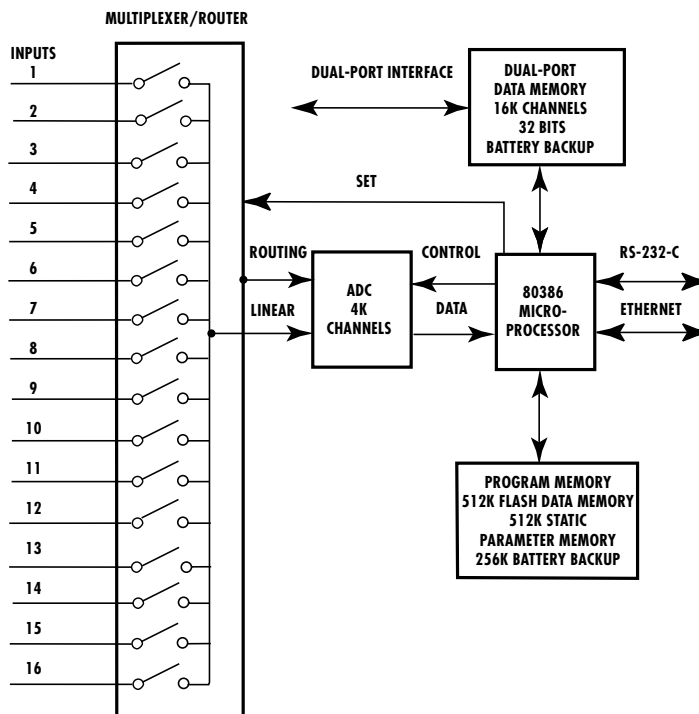 MULTIPLEXER/ROUTER
INPUTS
1
2
3
4
5
6
7
8
9
10
11
12
13
14
15
16
DUAL-PORT INTERFACE
DUAL-PORT
DATA MEMORY
16K CHANNELS
32 BITS
BATTERY BACKUP
SET
ROUTING
LINEAR
ADC
4K
CHANNELS
CONTROL
DATA
80386
MICRO-
PROCESSOR
RS-232-C
ETHERNET
PROGRAM MEMORY
512K FLASH DATA MEMORY
512K STATIC
PARAMETER MEMORY
256K BATTERY BACKUP